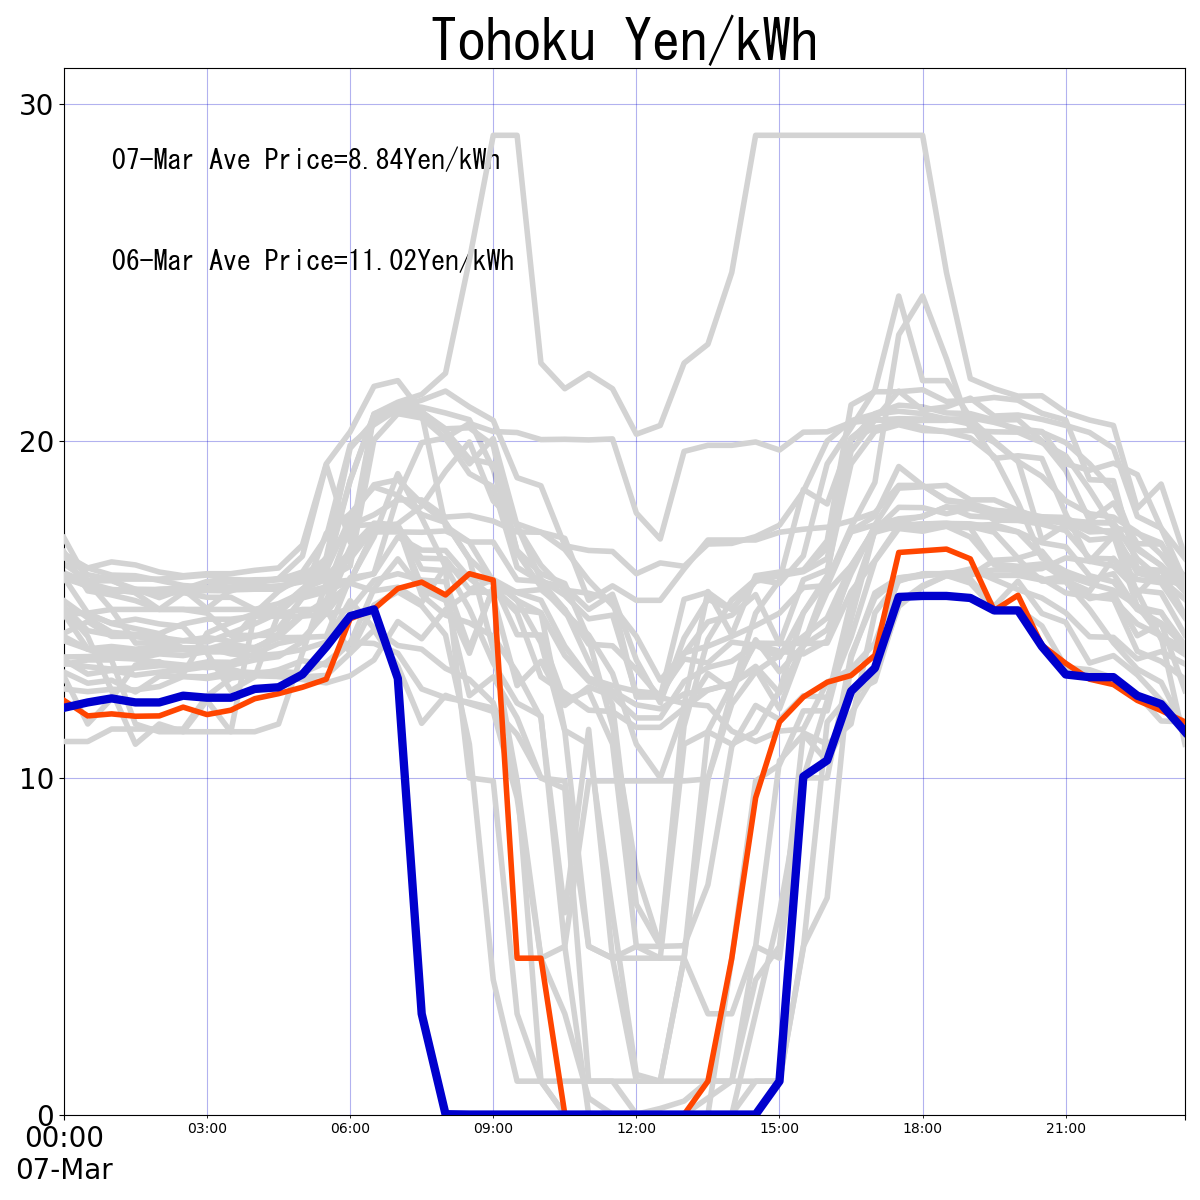 Tohoku Yen/kWh
30
07-Mar Ave Price=8.84Yen/kWh
06-Mar Ave Price=11.02Yen/kWh
20
10
0
00:00 03:00 06:00 09:00 12:00 15:00 18:00 21:00
07-Mar